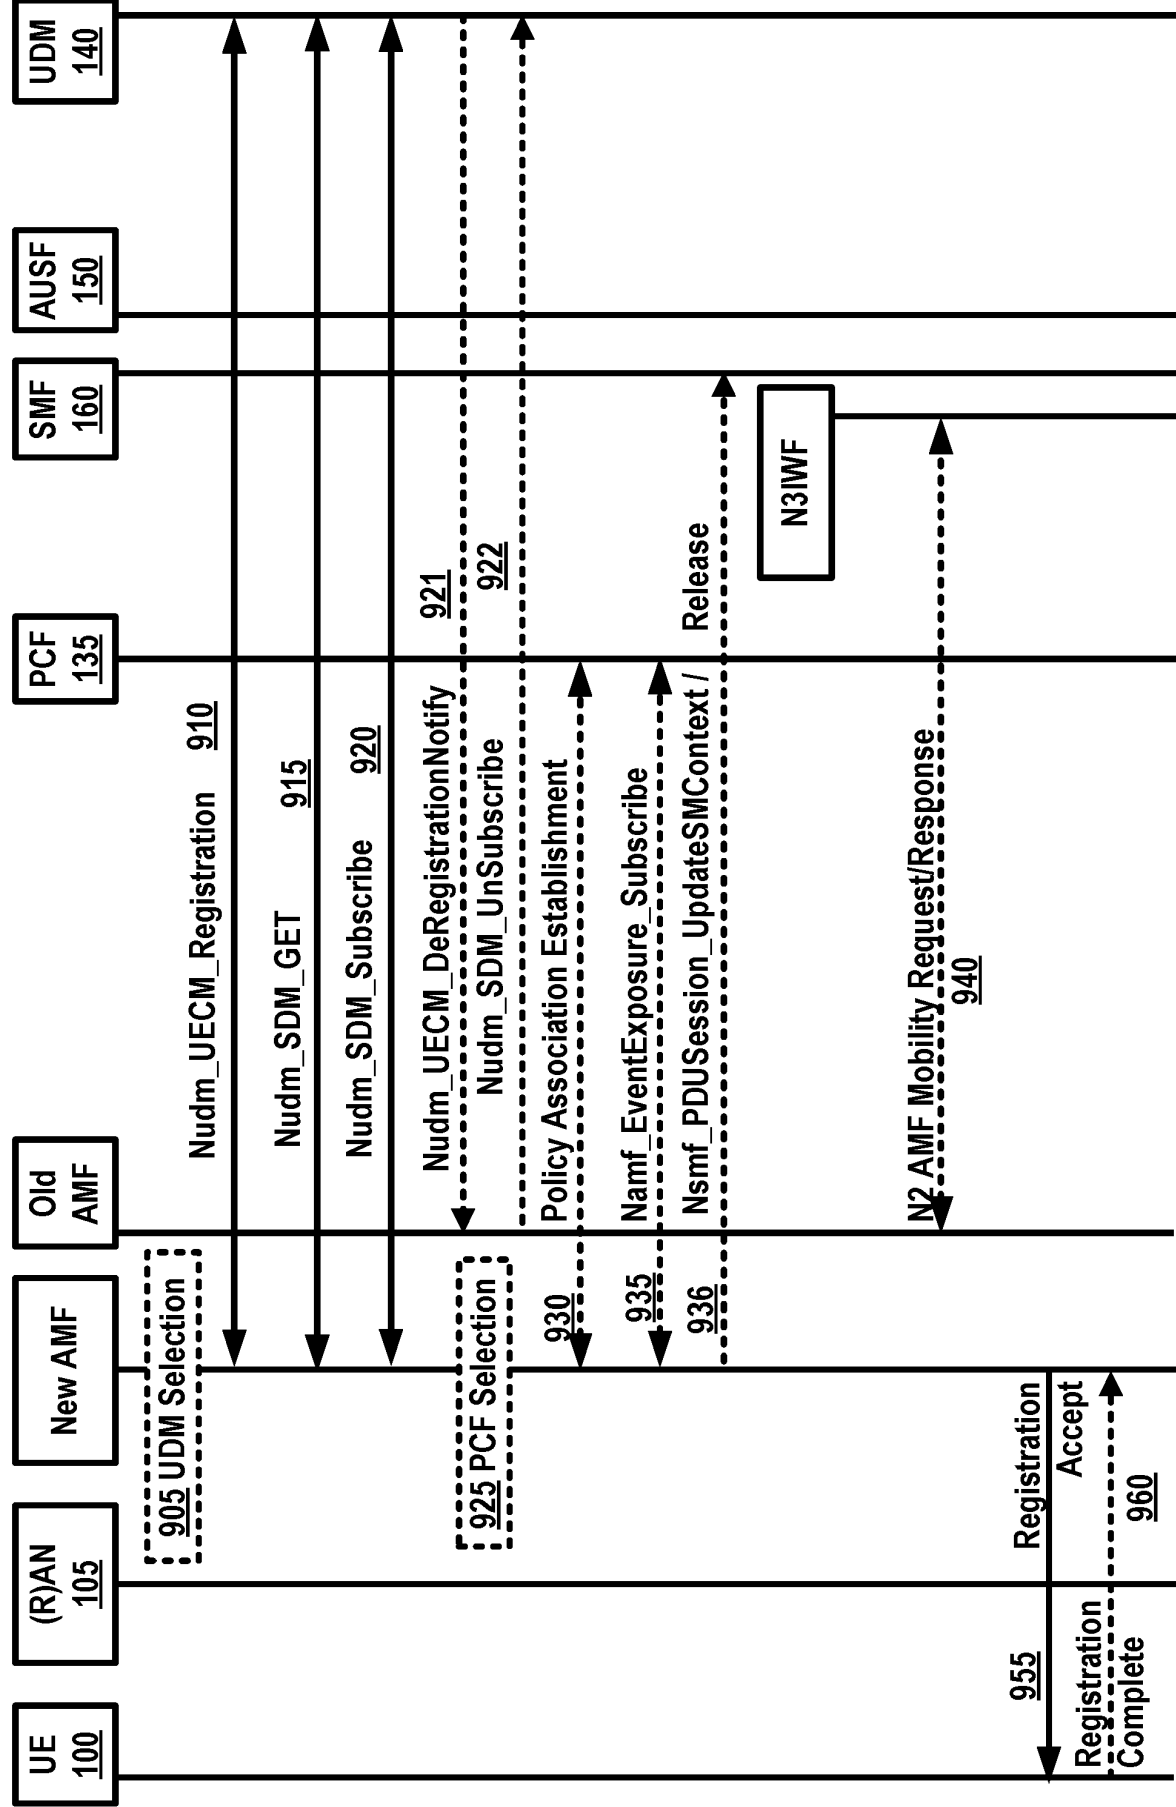 UE
100
(R)AN
105
New AMF
Old
AMF
PCF
135
SMF
160
AUSF
150
UDM
140
905 UDM Selection
Nudm_UECM_Registration 910
Nudm_SDM_GET 915
Nudm_SDM_Subscribe 920
Nudm_UECM_DeRegistrationNotify 921
Nudm_SDM_UnSubscribe 922
925 PCF Selection
930 Policy Association Establishment
935 Namf_EventExposure_Subscribe
936 Nsmf_PDUSession_UpdateSMContext / Release
N3IWF
N2 AMF Mobility Request/Response
940
955 Registration
Accept
Registration
Complete
960